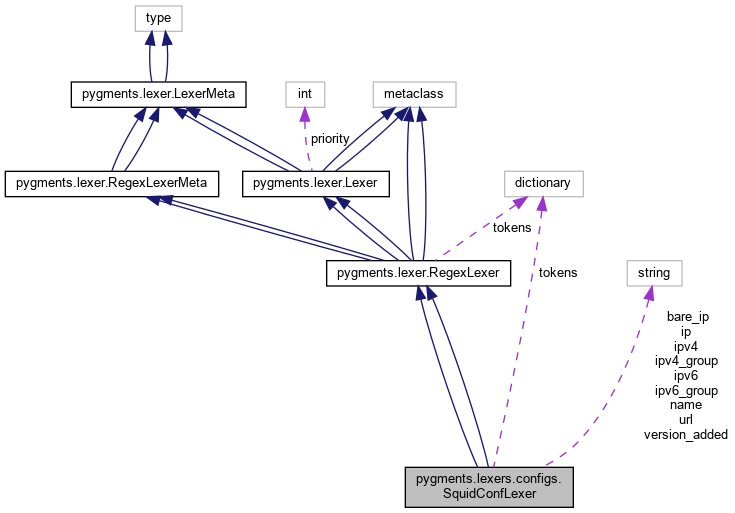 type
pygments.lexer.LexerMeta
int
metaclass
priority
pygments.lexer.RegexLexerMeta
pygments.lexer.Lexer
dictionary
tokens
pygments.lexer.RegexLexer
tokens
string
bare_ip
ip
ipv4
ipv4_group
ipv6
ipv6_group
name
url
version_added
pygments.lexers.configs.
SquidConfLexer